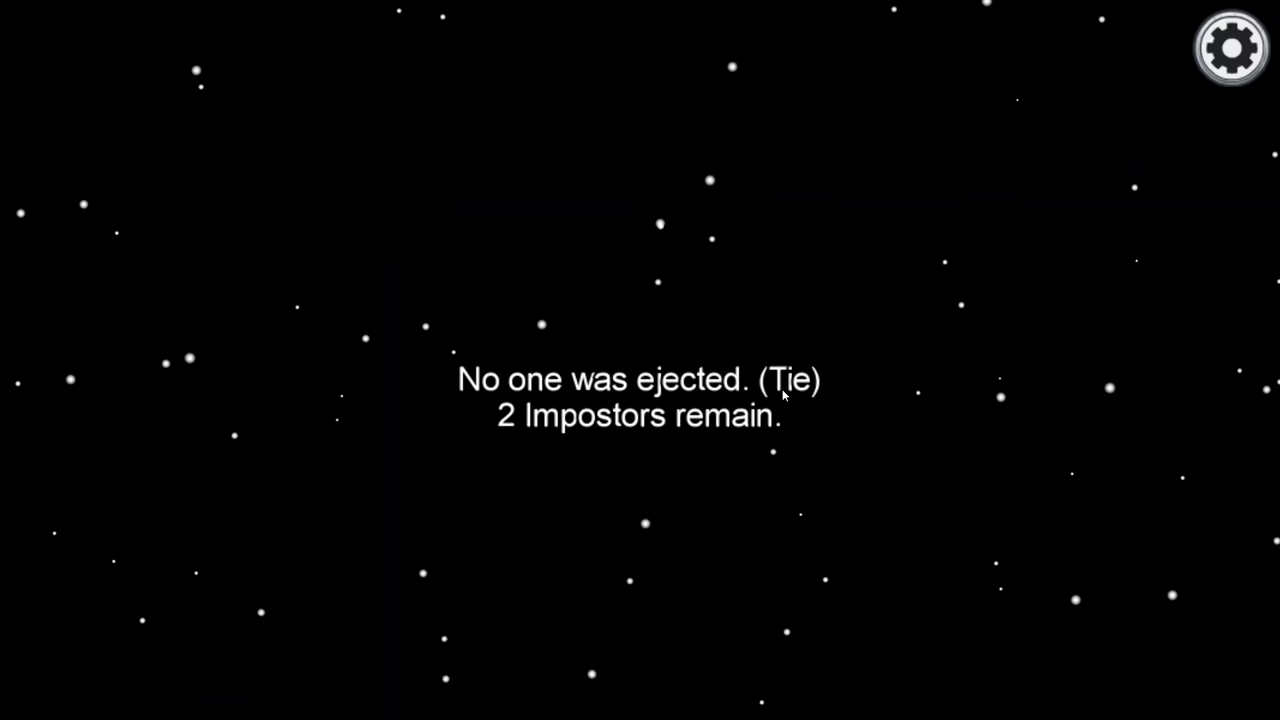 No one was ejected. (Tie)
2 Impostors remain.